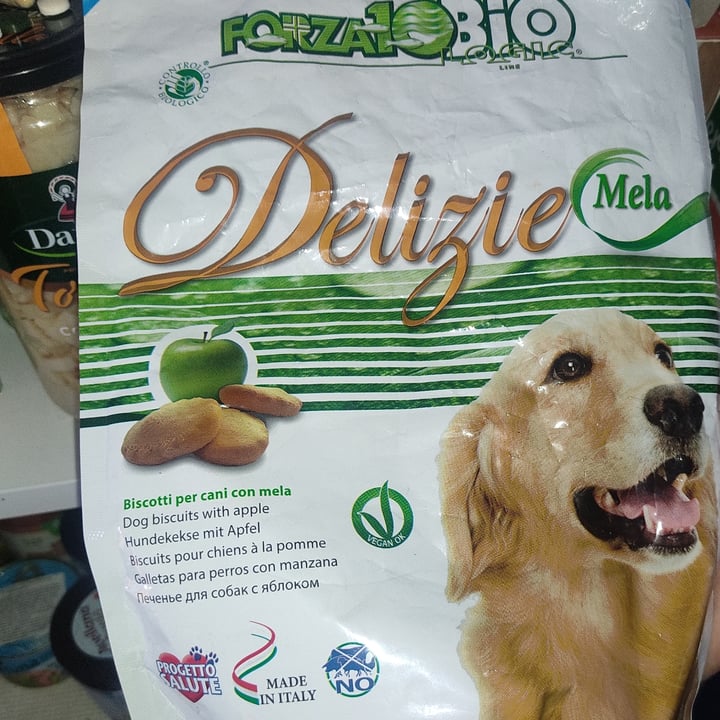 FORZA10 BIO
LINE
CONTROLLO BIOLOGICO
Delizie
Mela
Biscotti per cani con mela
Dog biscuits with apple
Hundekekse mit Apfel
Biscuits pour chiens à la pomme
Galletas para perros con manzana
Печенье для собак с яблоком
VEGAN OK
PROGETTO
SALUTE
MADE
IN ITALY
NO